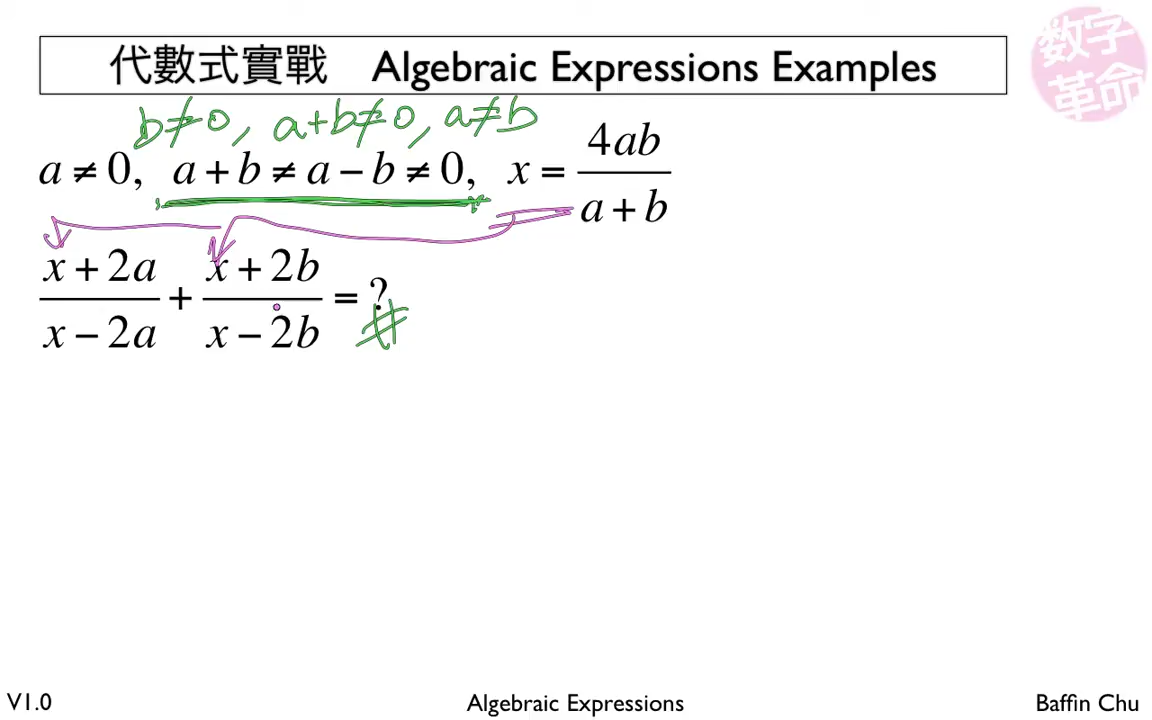 数字
革命
代數式實戰 Algebraic Expressions Examples
b≠0, a+b≠0, a≠b
a ≠ 0, a + b ≠ a − b ≠ 0, x = 4ab / a + b
x + 2a / x − 2a + x + 2b / x − 2b = ?
V1.0 Algebraic Expressions Baffin Chu